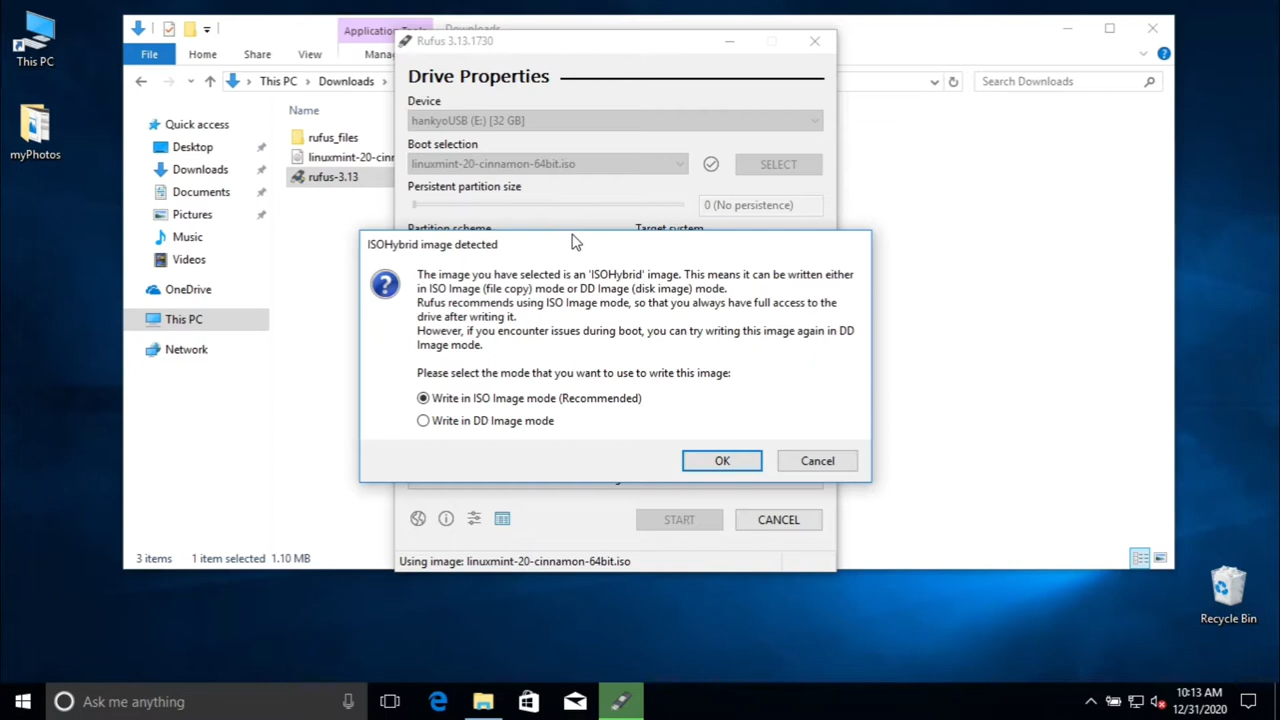 This PC
myPhotos
Downloads
File
Home
Share
View
This PC
Downloads
Search Downloads
Quick access
Desktop
Downloads
Documents
Pictures
Music
Videos
OneDrive
This PC
Network
Name
rufus_files
linuxmint-20-cinn
rufus-3.13
3 items
1 item selected
1.10 MB
Rufus 3.13.1730
Drive Properties
Device
hankyoUSB (E:) [32 GB]
Boot selection
linuxmint-20-cinnamon-64bit.iso
SELECT
Persistent partition size
0 (No persistence)
Partition scheme
Target system
ISOHybrid image detected
The image you have selected is an 'ISOHybrid' image. This means it can be written either
in ISO Image (file copy) mode or DD Image (disk image) mode.
Rufus recommends using ISO Image mode, so that you always have full access to the
drive after writing it.
However, if you encounter issues during boot, you can try writing this image again in DD
Image mode.
Please select the mode that you want to use to write this image:
Write in ISO Image mode (Recommended)
Write in DD Image mode
OK
Cancel
START
CANCEL
Using image: linuxmint-20-cinnamon-64bit.iso
Recycle Bin
Ask me anything
10:13 AM
12/31/2020